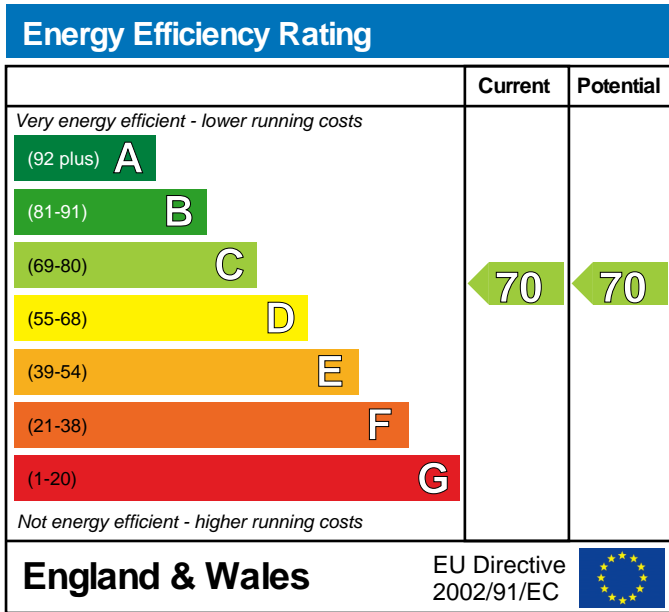 Energy Efficiency Rating
Current Potential
Very energy efficient - lower running costs
(92 plus) A
(81-91) B
(69-80) C
(55-68) D
(39-54) E
(21-38) F
(1-20) G
70 70
Not energy efficient - higher running costs
England & Wales
EU Directive
2002/91/EC